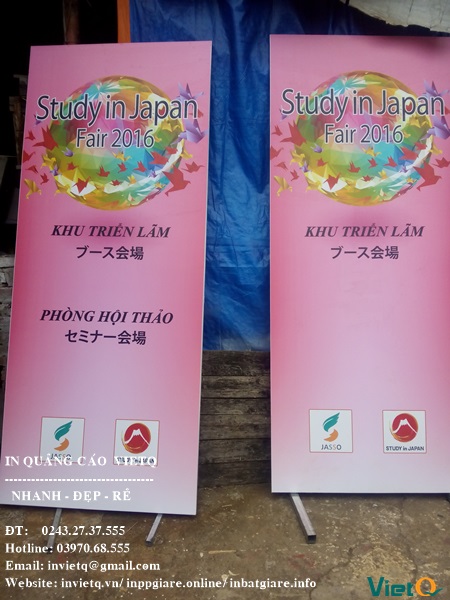 VietQ
Study in Japan
Fair 2016
KHU TRIỂN LÃM
ブース会場
PHÒNG HỘI THẢO
セミナー会場
JASSO
Study in Japan
Fair 2016
KHU TRIỂN LÃM
ブース会場
JASSO
STUDY in JAPAN
IN QUẢNG CÁO VIETQ
----------------------------------
NHANH - ĐẸP - RẺ
ĐT: 0243.27.37.555
Hotline: 03970.68.555
Email: invietq@gmail.com
Website: invietq.vn/ inppgiare.online/ inbatgiare.info
VietQ